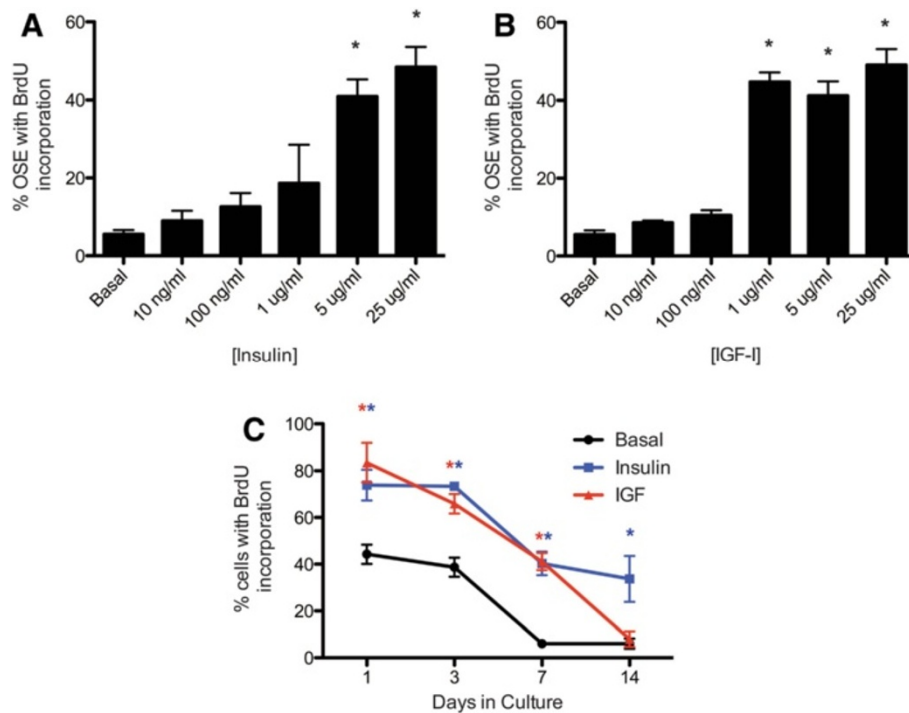 A
% OSE with BrdU
incorporation
60
40
20
0
*
*
Basal
10 ng/ml
100 ng/ml
1 ug/ml
5 ug/ml
25 ug/ml
[Insulin]
B
% OSE with BrdU
incorporation
60
40
20
0
*
*
*
Basal
10 ng/ml
100 ng/ml
1 ug/ml
5 ug/ml
25 ug/ml
[IGF-I]
C
% cells with BrdU
incorporation
100
80
60
40
20
0
**
**
**
*
Basal
Insulin
IGF
1 3 7 14
Days in Culture